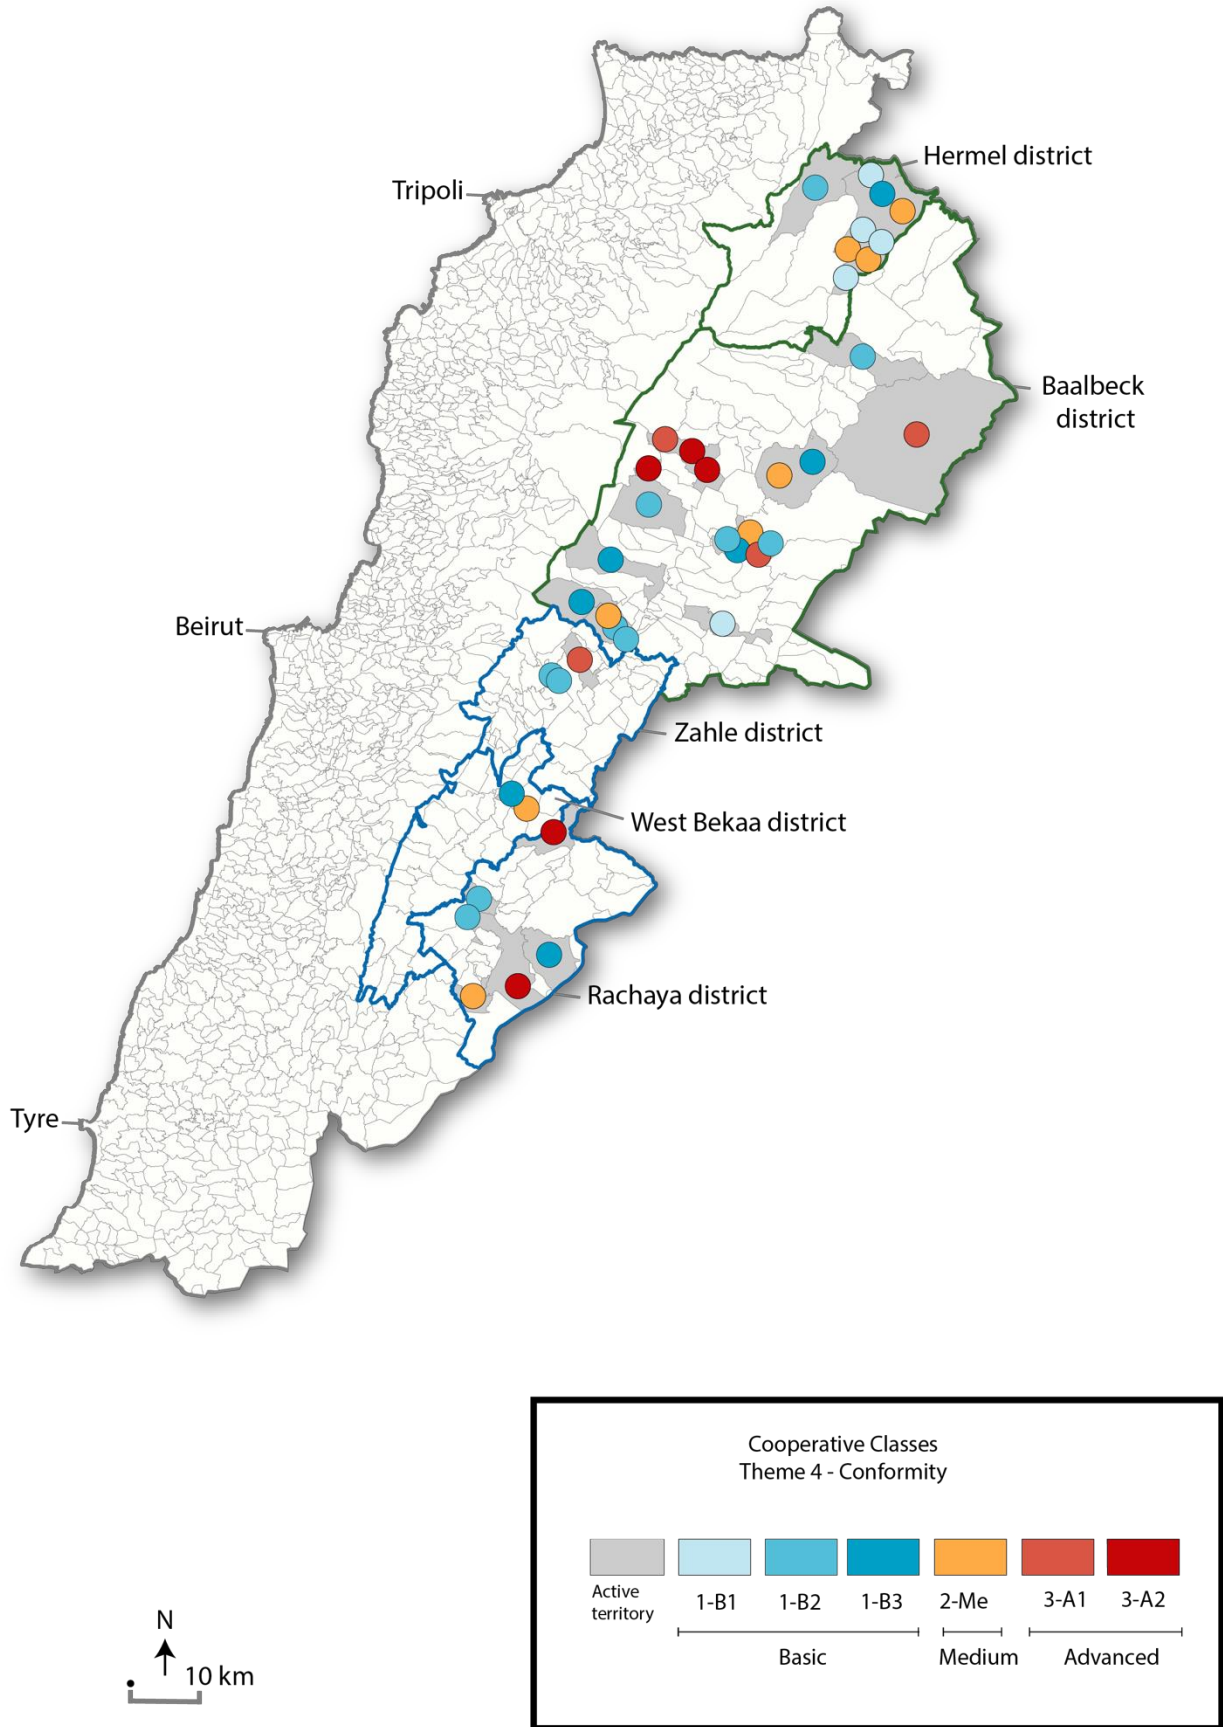 Hermel district
Tripoli
Baalbeck
district
Beirut
Zahle district
West Bekaa district
Rachaya district
Tyre
Cooperative Classes
Theme 4 - Conformity
Active
territory
1-B1
1-B2
1-B3
2-Me
3-A1
3-A2
Basic
Medium
Advanced
N
10 km